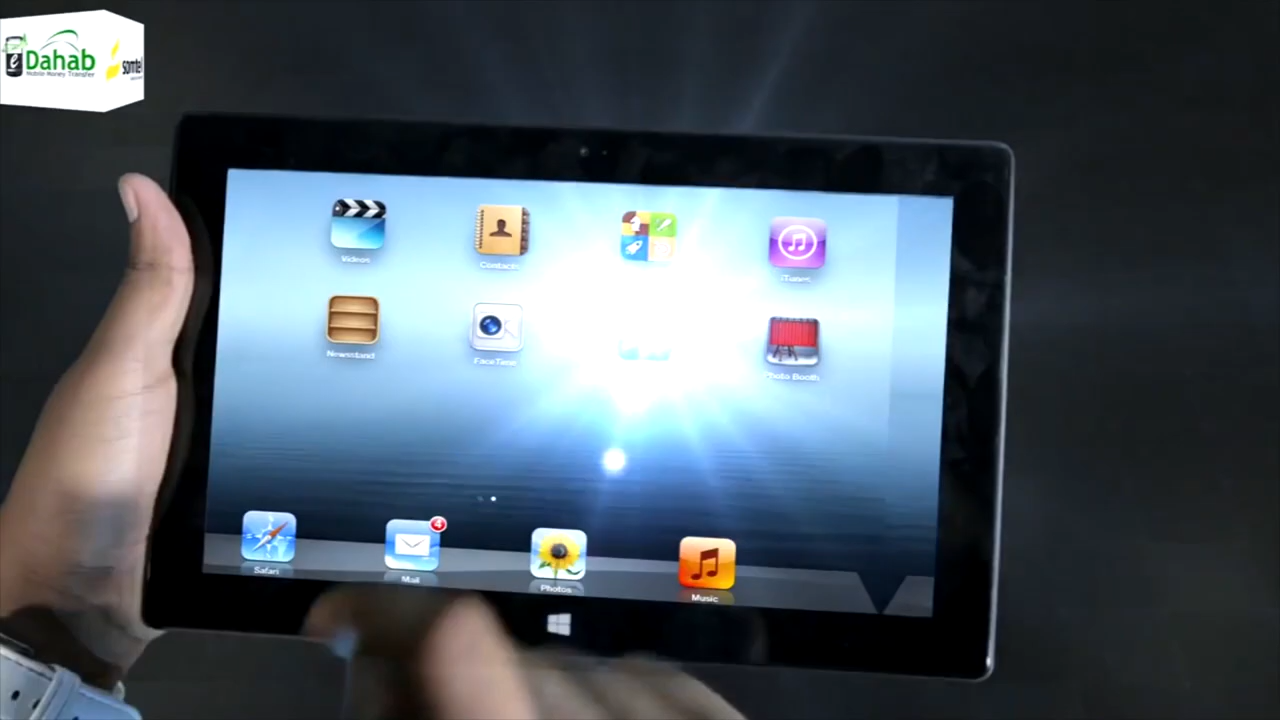 eDahab
Mobile Money Transfer
somtel
Videos
Contacts
iTunes
Newsstand
FaceTime
Photo Booth
4
Safari
Mail
Photos
Music